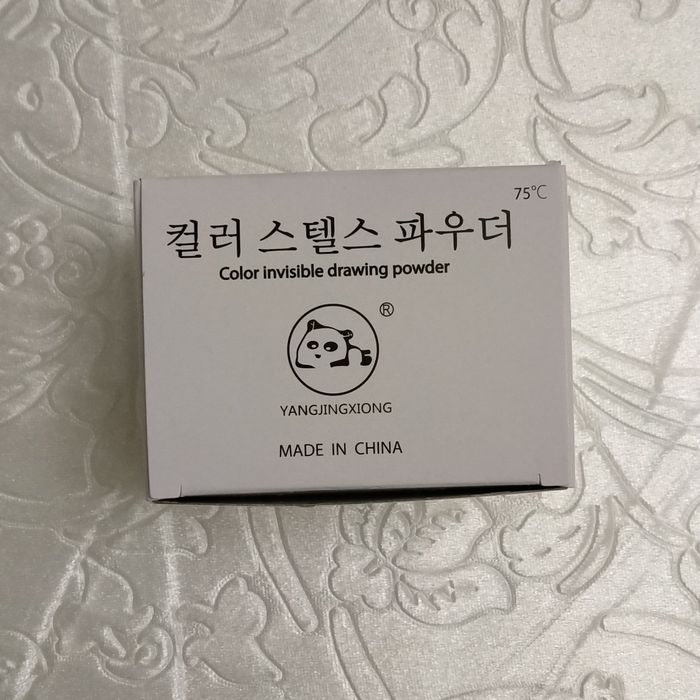 75℃
컬러 스텔스 파우더
Color invisible drawing powder
®
YANGJINGXIONG
MADE IN CHINA